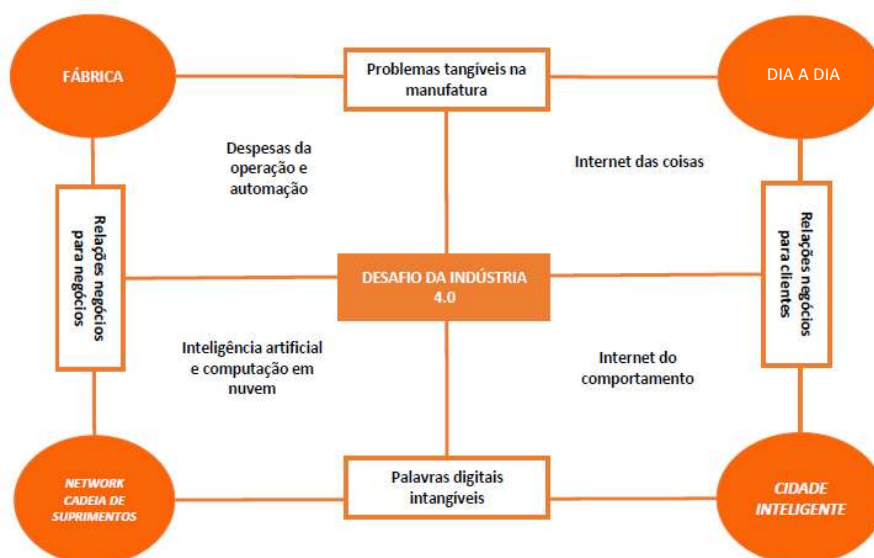 FÁBRICA
Problemas tangíveis na
manufatura
DIA A DIA
Despesas da
operação e
automação
Internet das coisas
Relações negócios
para negócios
DESAFIO DA INDÚSTRIA
4.0
Relações negócios
para clientes
Inteligência artificial
e computação em
nuvem
Internet do
comportamento
NETWORK
CADEIA DE
SUPRIMENTOS
Palavras digitais
intangíveis
CIDADE
INTELIGENTE